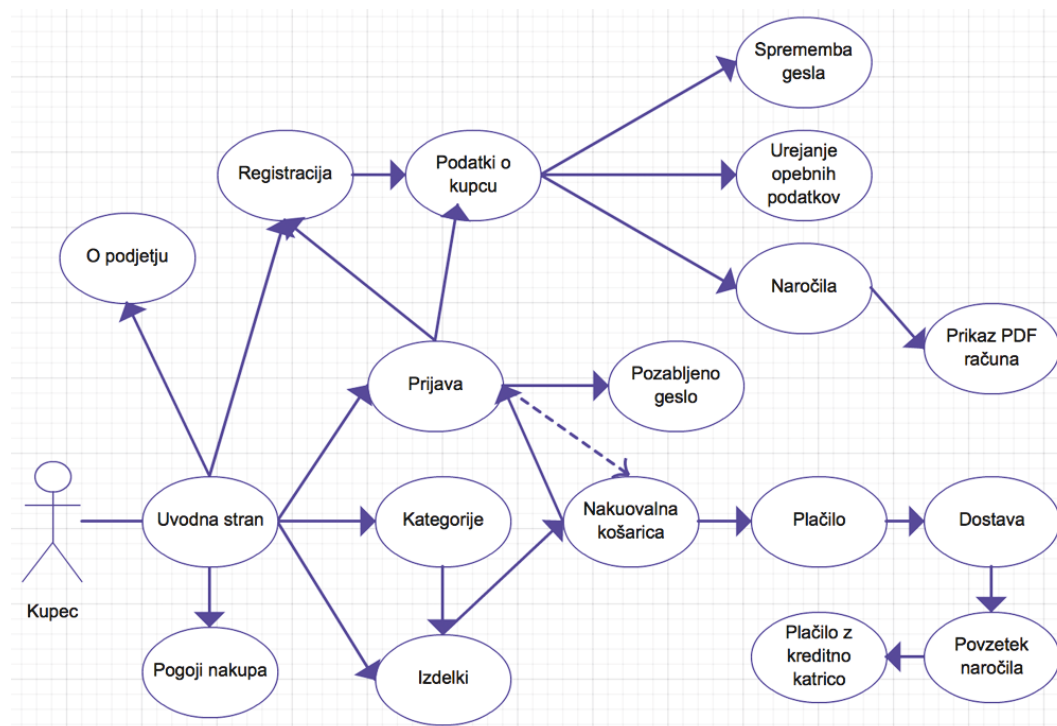 Sprememba
gesla
Registracija
Podatki o
kupcu
Urejanje
opebnih
podatkov
O podjetju
Naročila
Prikaz PDF
računa
Prijava
Pozabljeno
geslo
Uvodna stran
Kategorije
Nakuovalna
košarica
Plačilo
Dostava
Kupec
Pogoji nakupa
Izdelki
Plačilo z
kreditno
katrico
Povzetek
naročila